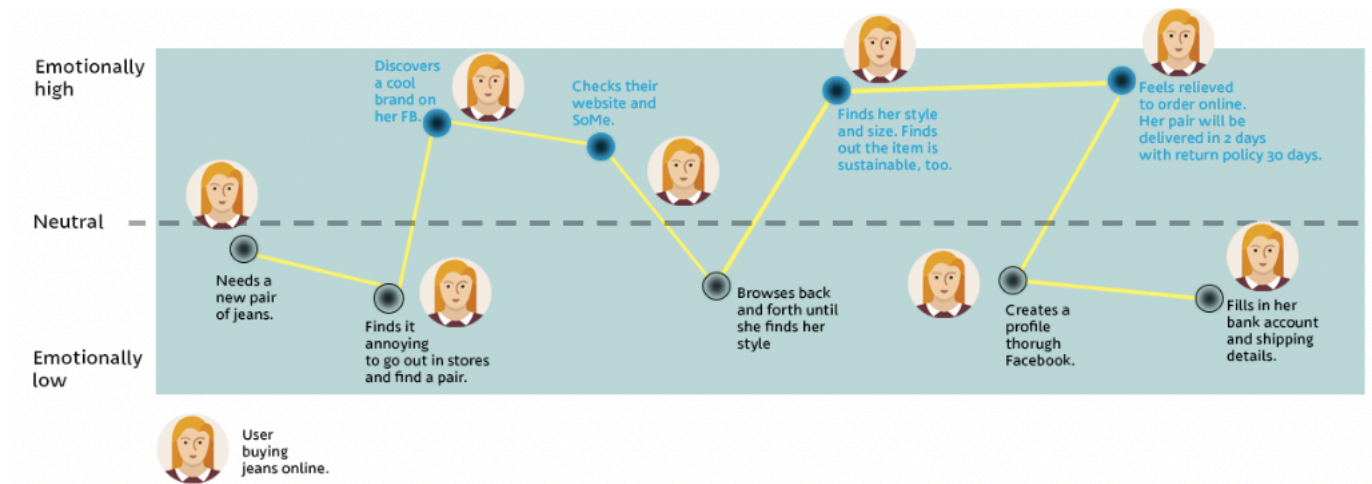 Emotionally
high
Neutral
Emotionally
low
Needs a
new pair
of jeans.
Finds it
annoying
to go out in stores
and find a pair.
Discovers
a cool
brand on
her FB.
Checks their
website and
SoMe.
Browses back
and forth until
she finds her
style
Finds her style
and size. Finds
out the item is
sustainable, too.
Creates a
profile
thorugh
Facebook.
Feels relieved
to order online.
Her pair will be
delivered in 2 days
with return policy 30 days.
Fills in her
bank account
and shipping
details.
User
buying
jeans online.